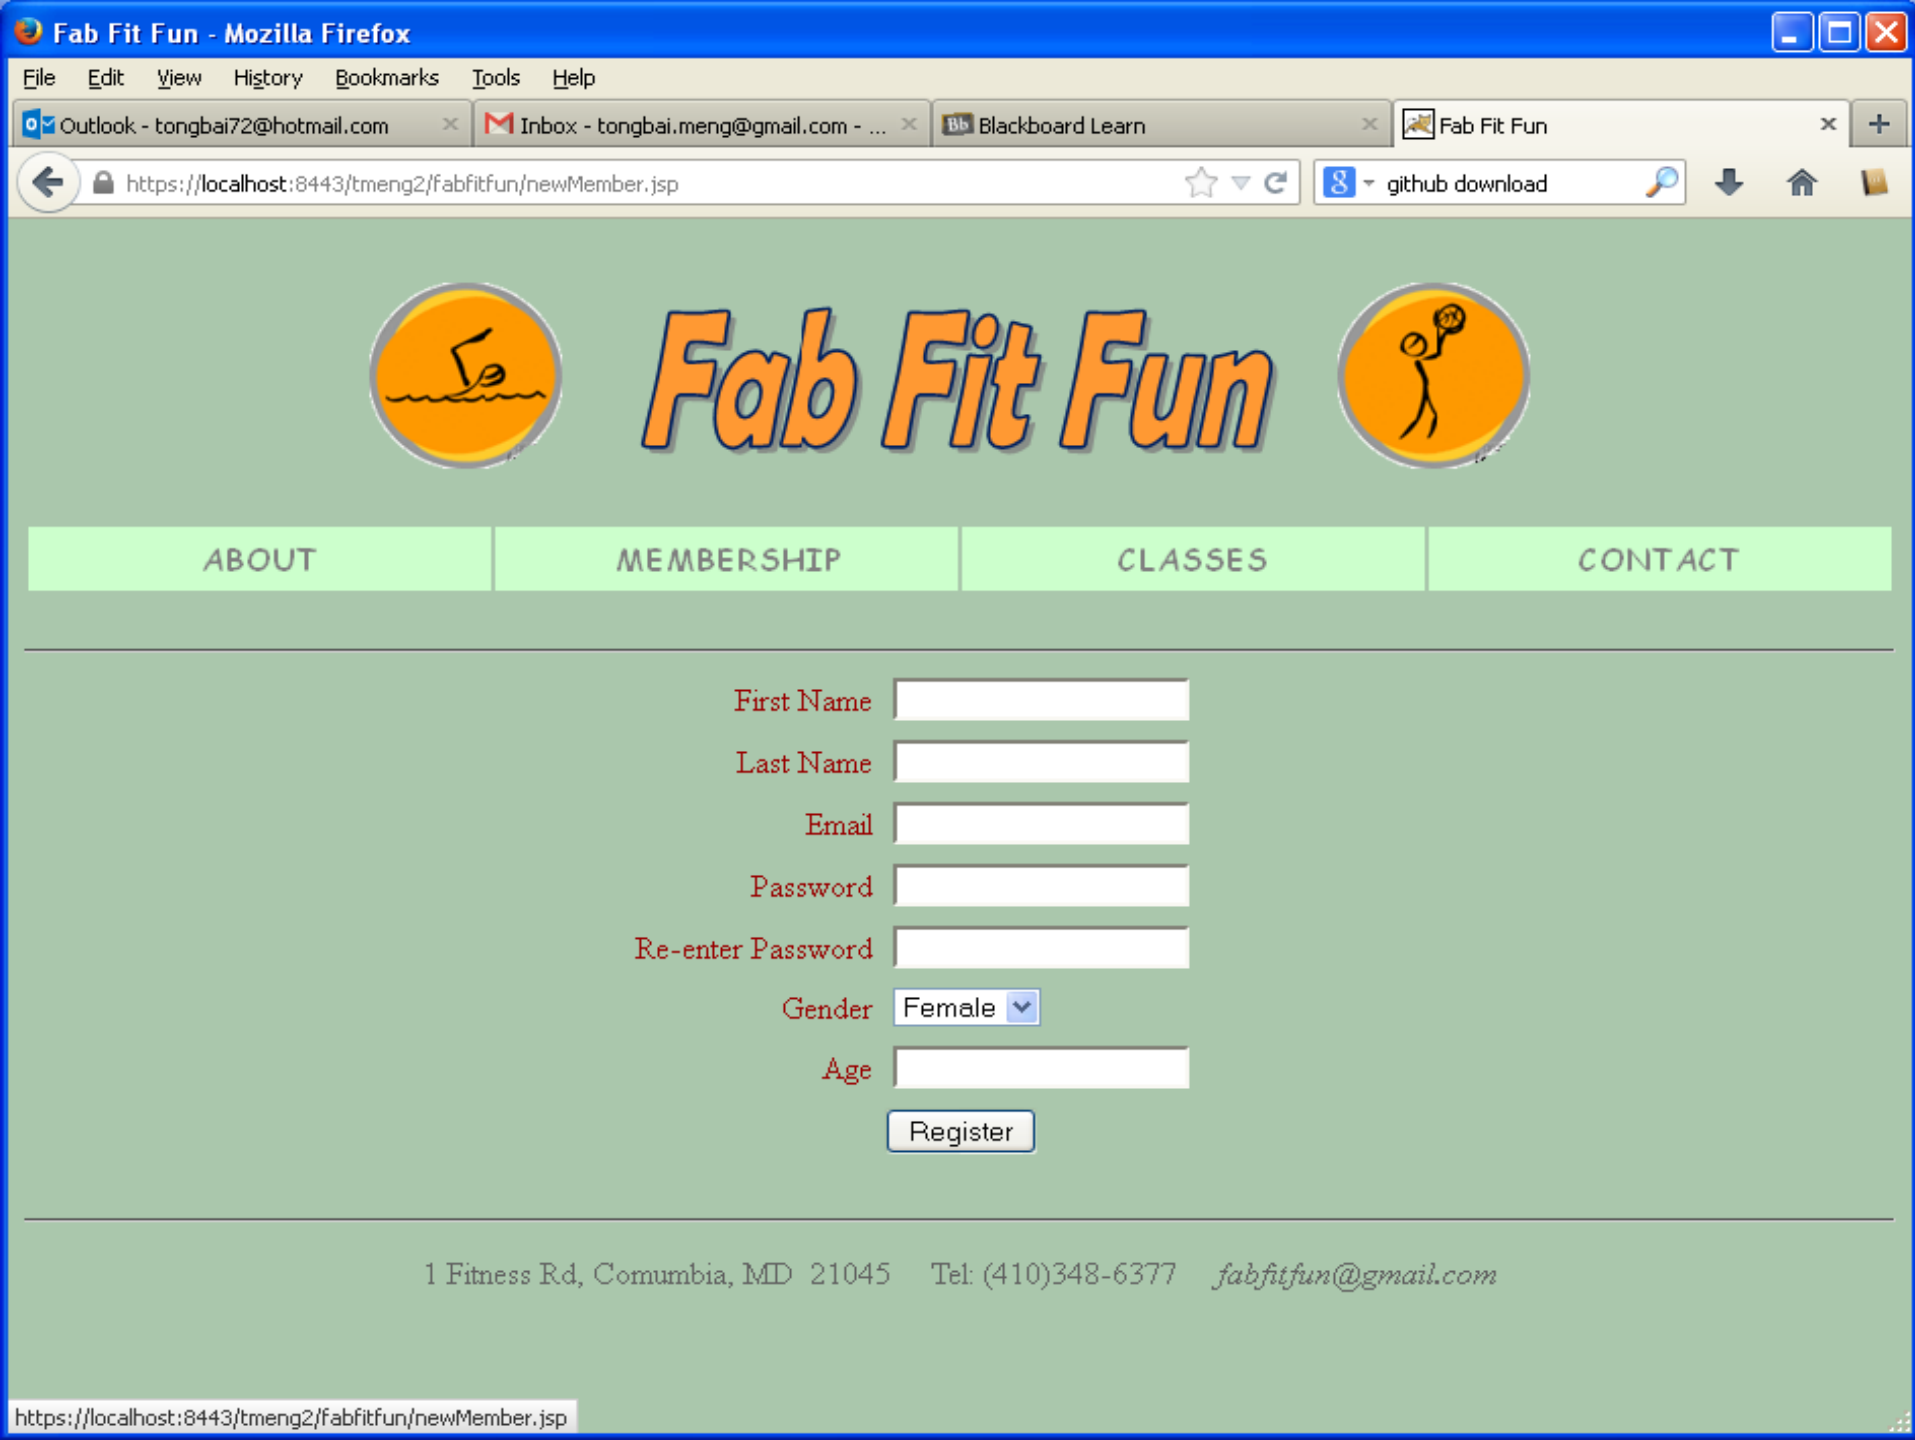 Fab Fit Fun - Mozilla Firefox
File Edit View History Bookmarks Tools Help
Outlook - tongbai72@hotmail.com Inbox - tongbai.meng@gmail.com - ... Blackboard Learn Fab Fit Fun
https://localhost:8443/tmeng2/fabfitfun/newMember.jsp github download
Fab Fit Fun
ABOUT MEMBERSHIP CLASSES CONTACT
First Name
Last Name
Email
Password
Re-enter Password
Gender Female
Age
Register
1 Fitness Rd, Comumbia, MD 21045 Tel: (410)348-6377 fabfitfun@gmail.com
https://localhost:8443/tmeng2/fabfitfun/newMember.jsp